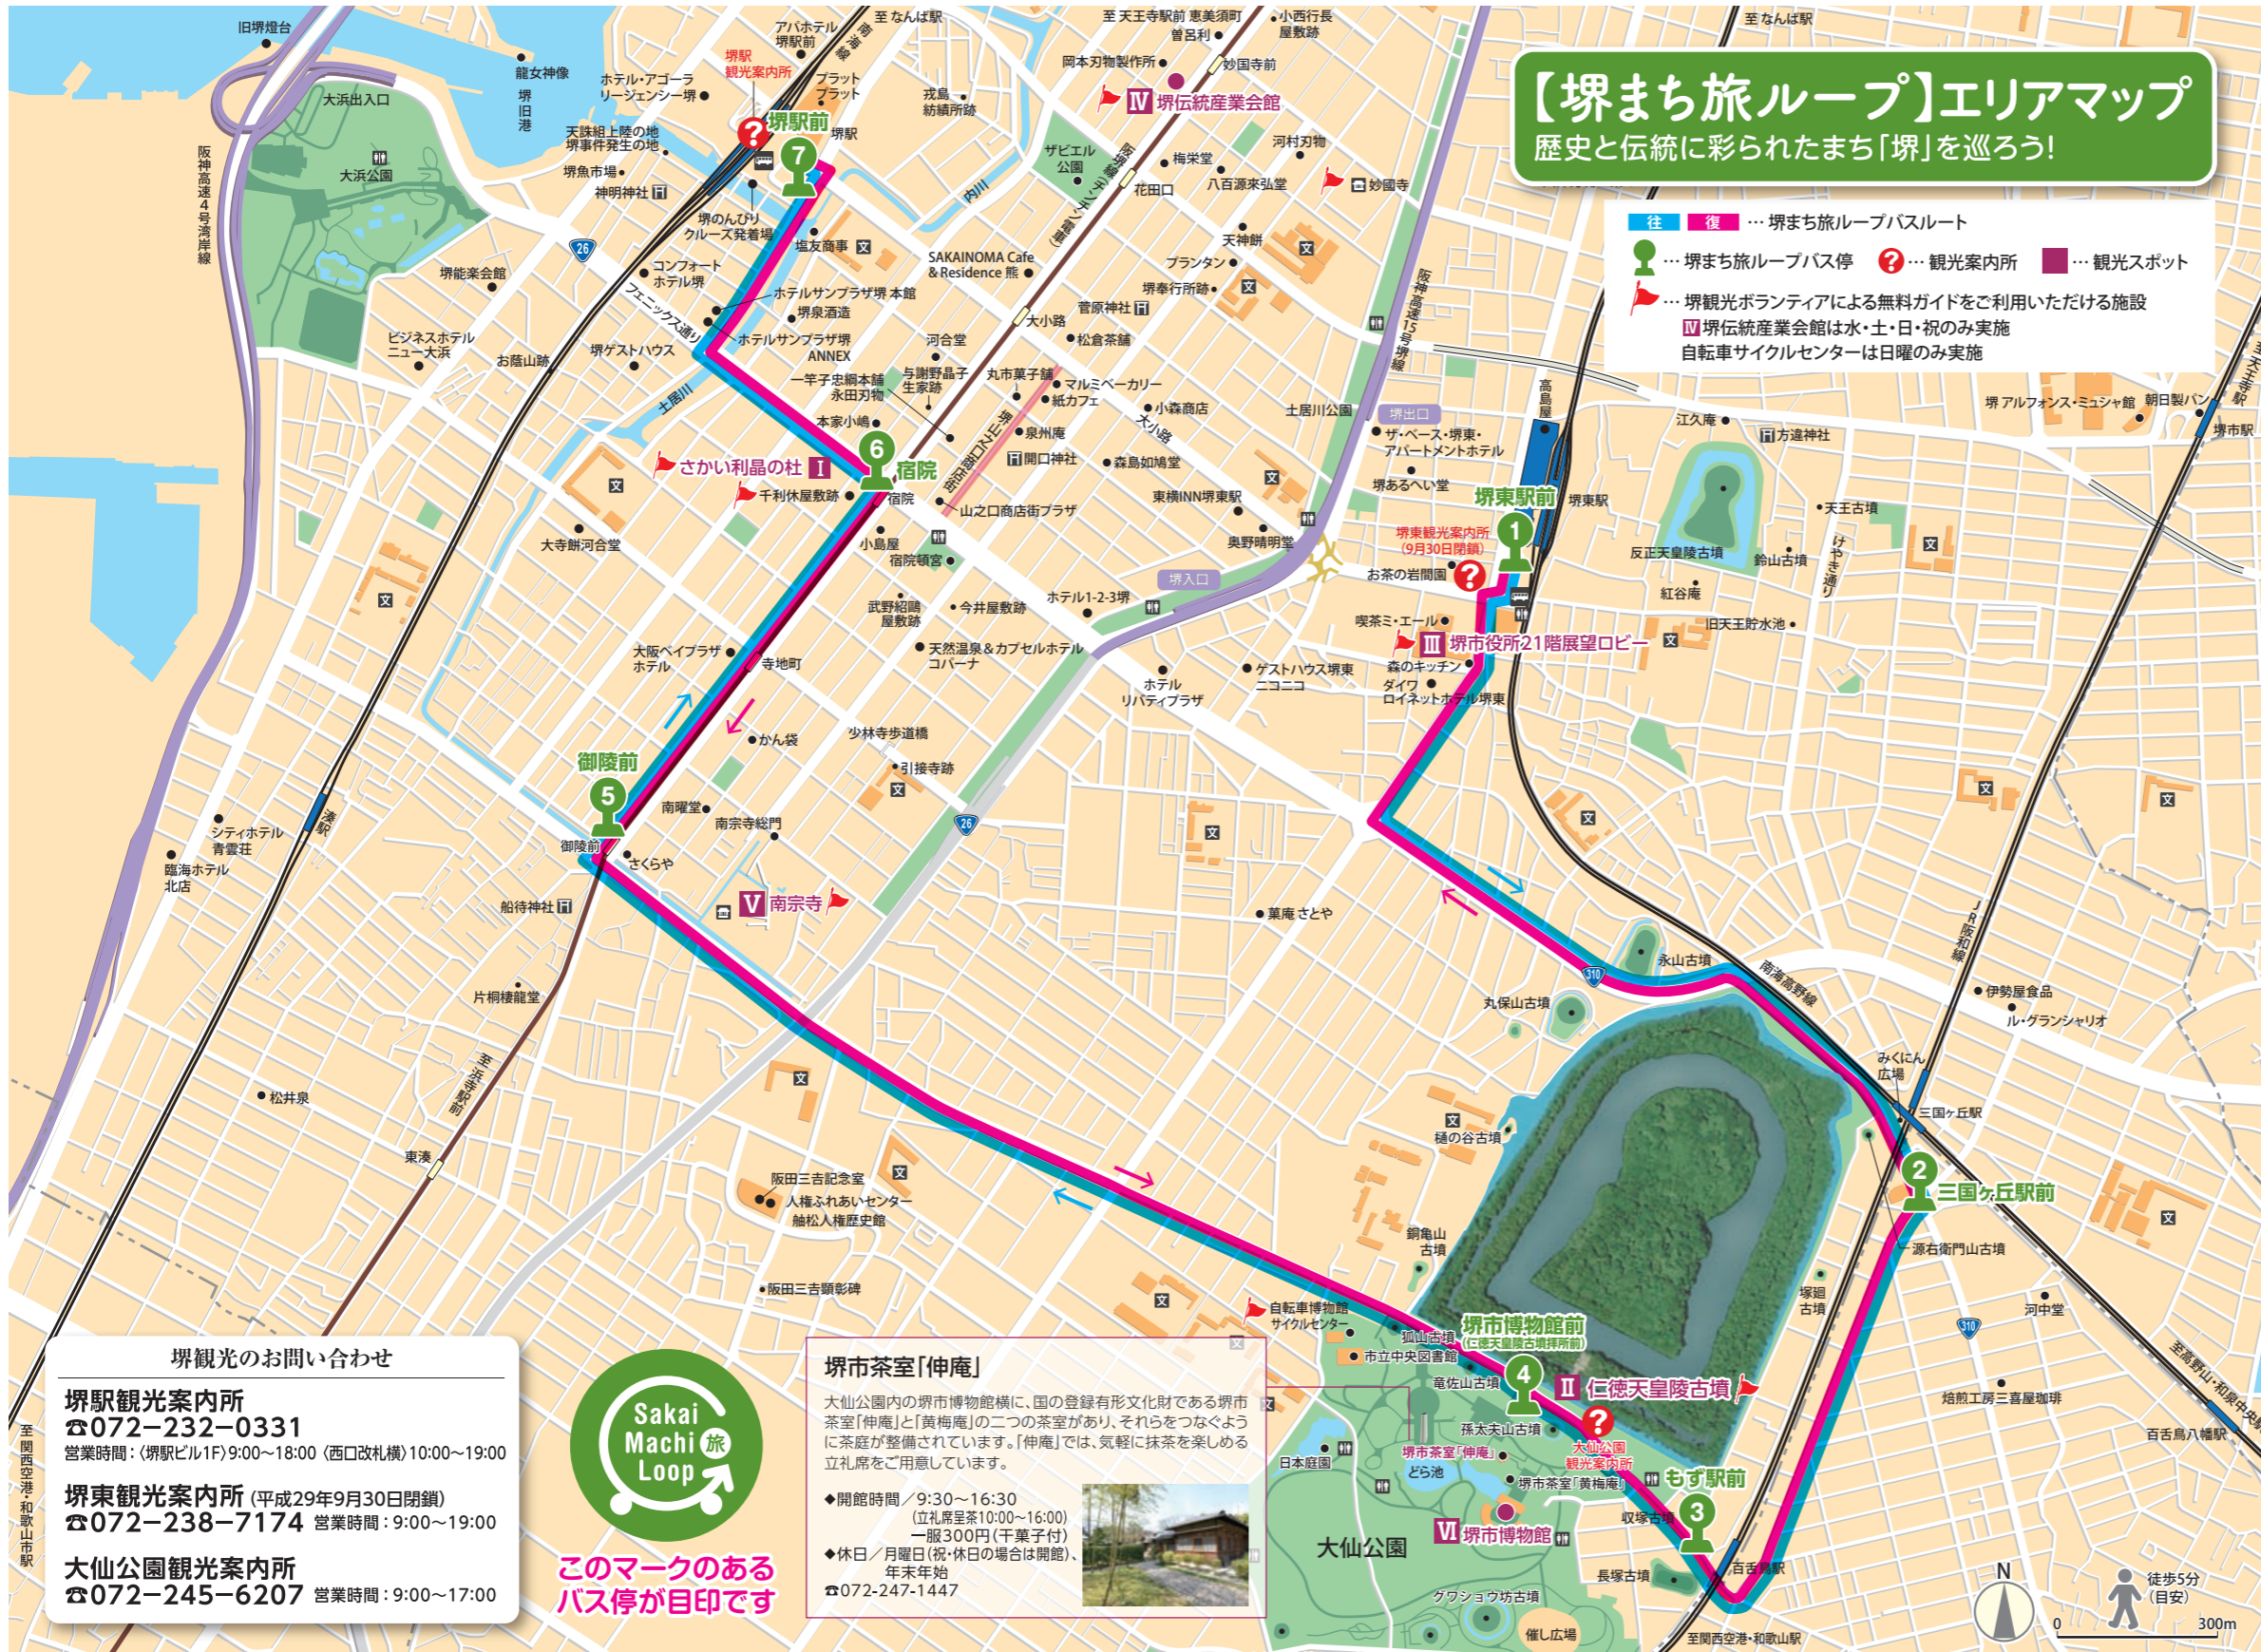 【堺まち旅ループ】エリアマップ
歴史と伝統に彩られたまち「堺」を巡ろう！
往 復 … 堺まち旅ループバスルート
… 堺まち旅ループバス停
? … 観光案内所
… 観光スポット
… 堺観光ボランティアによる無料ガイドをご利用いただける施設
Ⅳ 堺伝統産業会館は水・土・日・祝のみ実施
自転車サイクルセンターは日曜のみ実施
旧堺燈台
龍女神像
堺旧港
大浜出入口
大浜公園
阪神高速4号湾岸線
ホテル・アゴーラ
リージェンシー堺
天誅組上陸の地
堺事件発生の地
堺魚市場
神明神社
堺駅
観光案内所
アパホテル
堺駅前
プラット
プラット
至 なんば駅
南海線
堺駅前
7
堺駅
戎島
紡績所跡
堺のんびり
クルーズ発着場
塩友商事
文
内川
26
コンフォート
ホテル堺
堺能楽会館
フェニックス通り
ホテルサンプラザ堺 本館
堺泉酒造
ホテルサンプラザ堺
ANNEX
ビジネスホテル
ニュー大浜
お蔭山跡
堺ゲストハウス
土居川
至 天王寺駅前 恵美須町
小西行長
屋敷跡
曽呂利
岡本刃物製作所
妙国寺前
Ⅳ 堺伝統産業会館
ザビエル
公園
阪堺線(チンチン電車)
梅栄堂
花田口
八百源来弘堂
河村刃物
妙國寺
天神餅
プランタン
堺奉行所跡
菅原神社
SAKAINOMA Cafe
& Residence 熊
大小路
松倉茶舗
河合堂
一竿子忠綱本舗
永田刃物
与謝野晶子
生家跡
丸市菓子舗
マルミベーカリー
紙カフェ
小森商店
大小路
本家小嶋
堺山之口商店街
泉州庵
開口神社
森島如鳩堂
6
宿院
宿院
さかい利晶の杜 Ⅰ
千利休屋敷跡
山之口商店街プラザ
大寺餅河合堂
小島屋
宿院頓宮
東横INN堺東駅
奥野晴明堂
武野紹鷗
屋敷跡
今井屋敷跡
ホテル1-2-3堺
堺入口
大阪ベイプラザ
ホテル
寺地町
天然温泉＆カプセルホテル
コバーナ
ホテル
リバティプラザ
ゲストハウス堺東
ニコニコ
阪神高速15号堺線
土居川公園
堺出口
ザ・ベース・堺東・
アパートメントホテル
堺あるへい堂
高島屋
堺東駅前
1
堺東駅
堺東観光案内所
(9月30日閉鎖)
お茶の岩間園
喫茶ミ・エール
Ⅲ 堺市役所21階展望ロビー
森のキッチン
ダイワ
ロイネットホテル堺東
至 なんば駅
至 天王寺駅
堺 アルフォンス・ミュシャ館
朝日製パン
堺市駅
江久庵
方違神社
天王古墳
反正天皇陵古墳
鈴山古墳
けやき通り
紅谷庵
旧天王貯水池
かん袋
少林寺歩道橋
引接寺跡
御陵前
5
御陵前
南曜堂
南宗寺総門
さくらや
26
湊駅
シティホテル
青雲荘
臨海ホテル
北店
船待神社
Ⅴ 南宗寺
菓庵 さとや
310
永山古墳
丸保山古墳
南海高野線
JR阪和線
伊勢屋食品
ル・グランシャリオ
片桐棲龍堂
至 浜寺駅前
松井泉
東湊
みくにん
広場
三国ヶ丘駅
2
三国ヶ丘駅前
樋の谷古墳
源右衛門山古墳
阪田三吉記念室
人権ふれあいセンター
舳松人権歴史館
銅亀山
古墳
塚廻
古墳
河中堂
310
阪田三吉顕彰碑
自転車博物館
サイクルセンター
狐山古墳
堺市博物館前
(仁徳天皇陵古墳拝所前)
市立中央図書館
竜佐山古墳
4
Ⅱ 仁徳天皇陵古墳
孫太夫山古墳
大仙公園
観光案内所
焙煎工房三喜屋珈琲
至高野山・和泉中央駅
百舌鳥八幡駅
日本庭園
堺市茶室「伸庵」
どら池
堺市茶室「黄梅庵」
もず駅前
3
収塚古墳
Ⅵ 堺市博物館
大仙公園
長塚古墳
百舌鳥駅
グワショウ坊古墳
催し広場
至関西空港・和歌山駅
至 関西空港・和歌山市駅
N
徒歩5分
(目安)
0 300m
堺観光のお問い合わせ
堺駅観光案内所
☎072−232−0331
営業時間：〈堺駅ビル1F〉9:00〜18:00 〈西口改札横〉10:00〜19:00
堺東観光案内所 (平成29年9月30日閉鎖)
☎072−238−7174 営業時間：9:00〜19:00
大仙公園観光案内所
☎072−245−6207 営業時間：9:00〜17:00
Sakai
Machi 旅
Loop
このマークのある
バス停が目印です
堺市茶室「伸庵」
大仙公園内の堺市博物館横に、国の登録有形文化財である堺市
茶室「伸庵」と「黄梅庵」の二つの茶室があり、それらをつなぐよう
に茶庭が整備されています。「伸庵」では、気軽に抹茶を楽しめる
立礼席をご用意しています。
◆開館時間／9:30〜16:30
(立礼席呈茶10:00〜16:00)
一服300円(干菓子付)
◆休日／月曜日(祝・休日の場合は開館)、
年末年始
☎072-247-1447